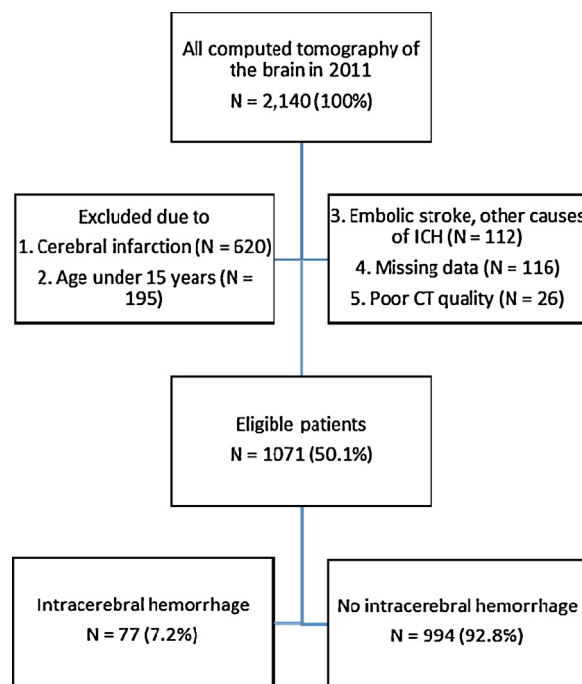 All computed tomography of
the brain in 2011
N = 2,140 (100%)
Excluded due to
1. Cerebral infarction (N = 620)
2. Age under 15 years (N =
195)
3. Embolic stroke, other causes
of ICH (N = 112)
4. Missing data (N = 116)
5. Poor CT quality (N = 26)
Eligible patients
N = 1071 (50.1%)
Intracerebral hemorrhage
N = 77 (7.2%)
No intracerebral hemorrhage
N = 994 (92.8%)